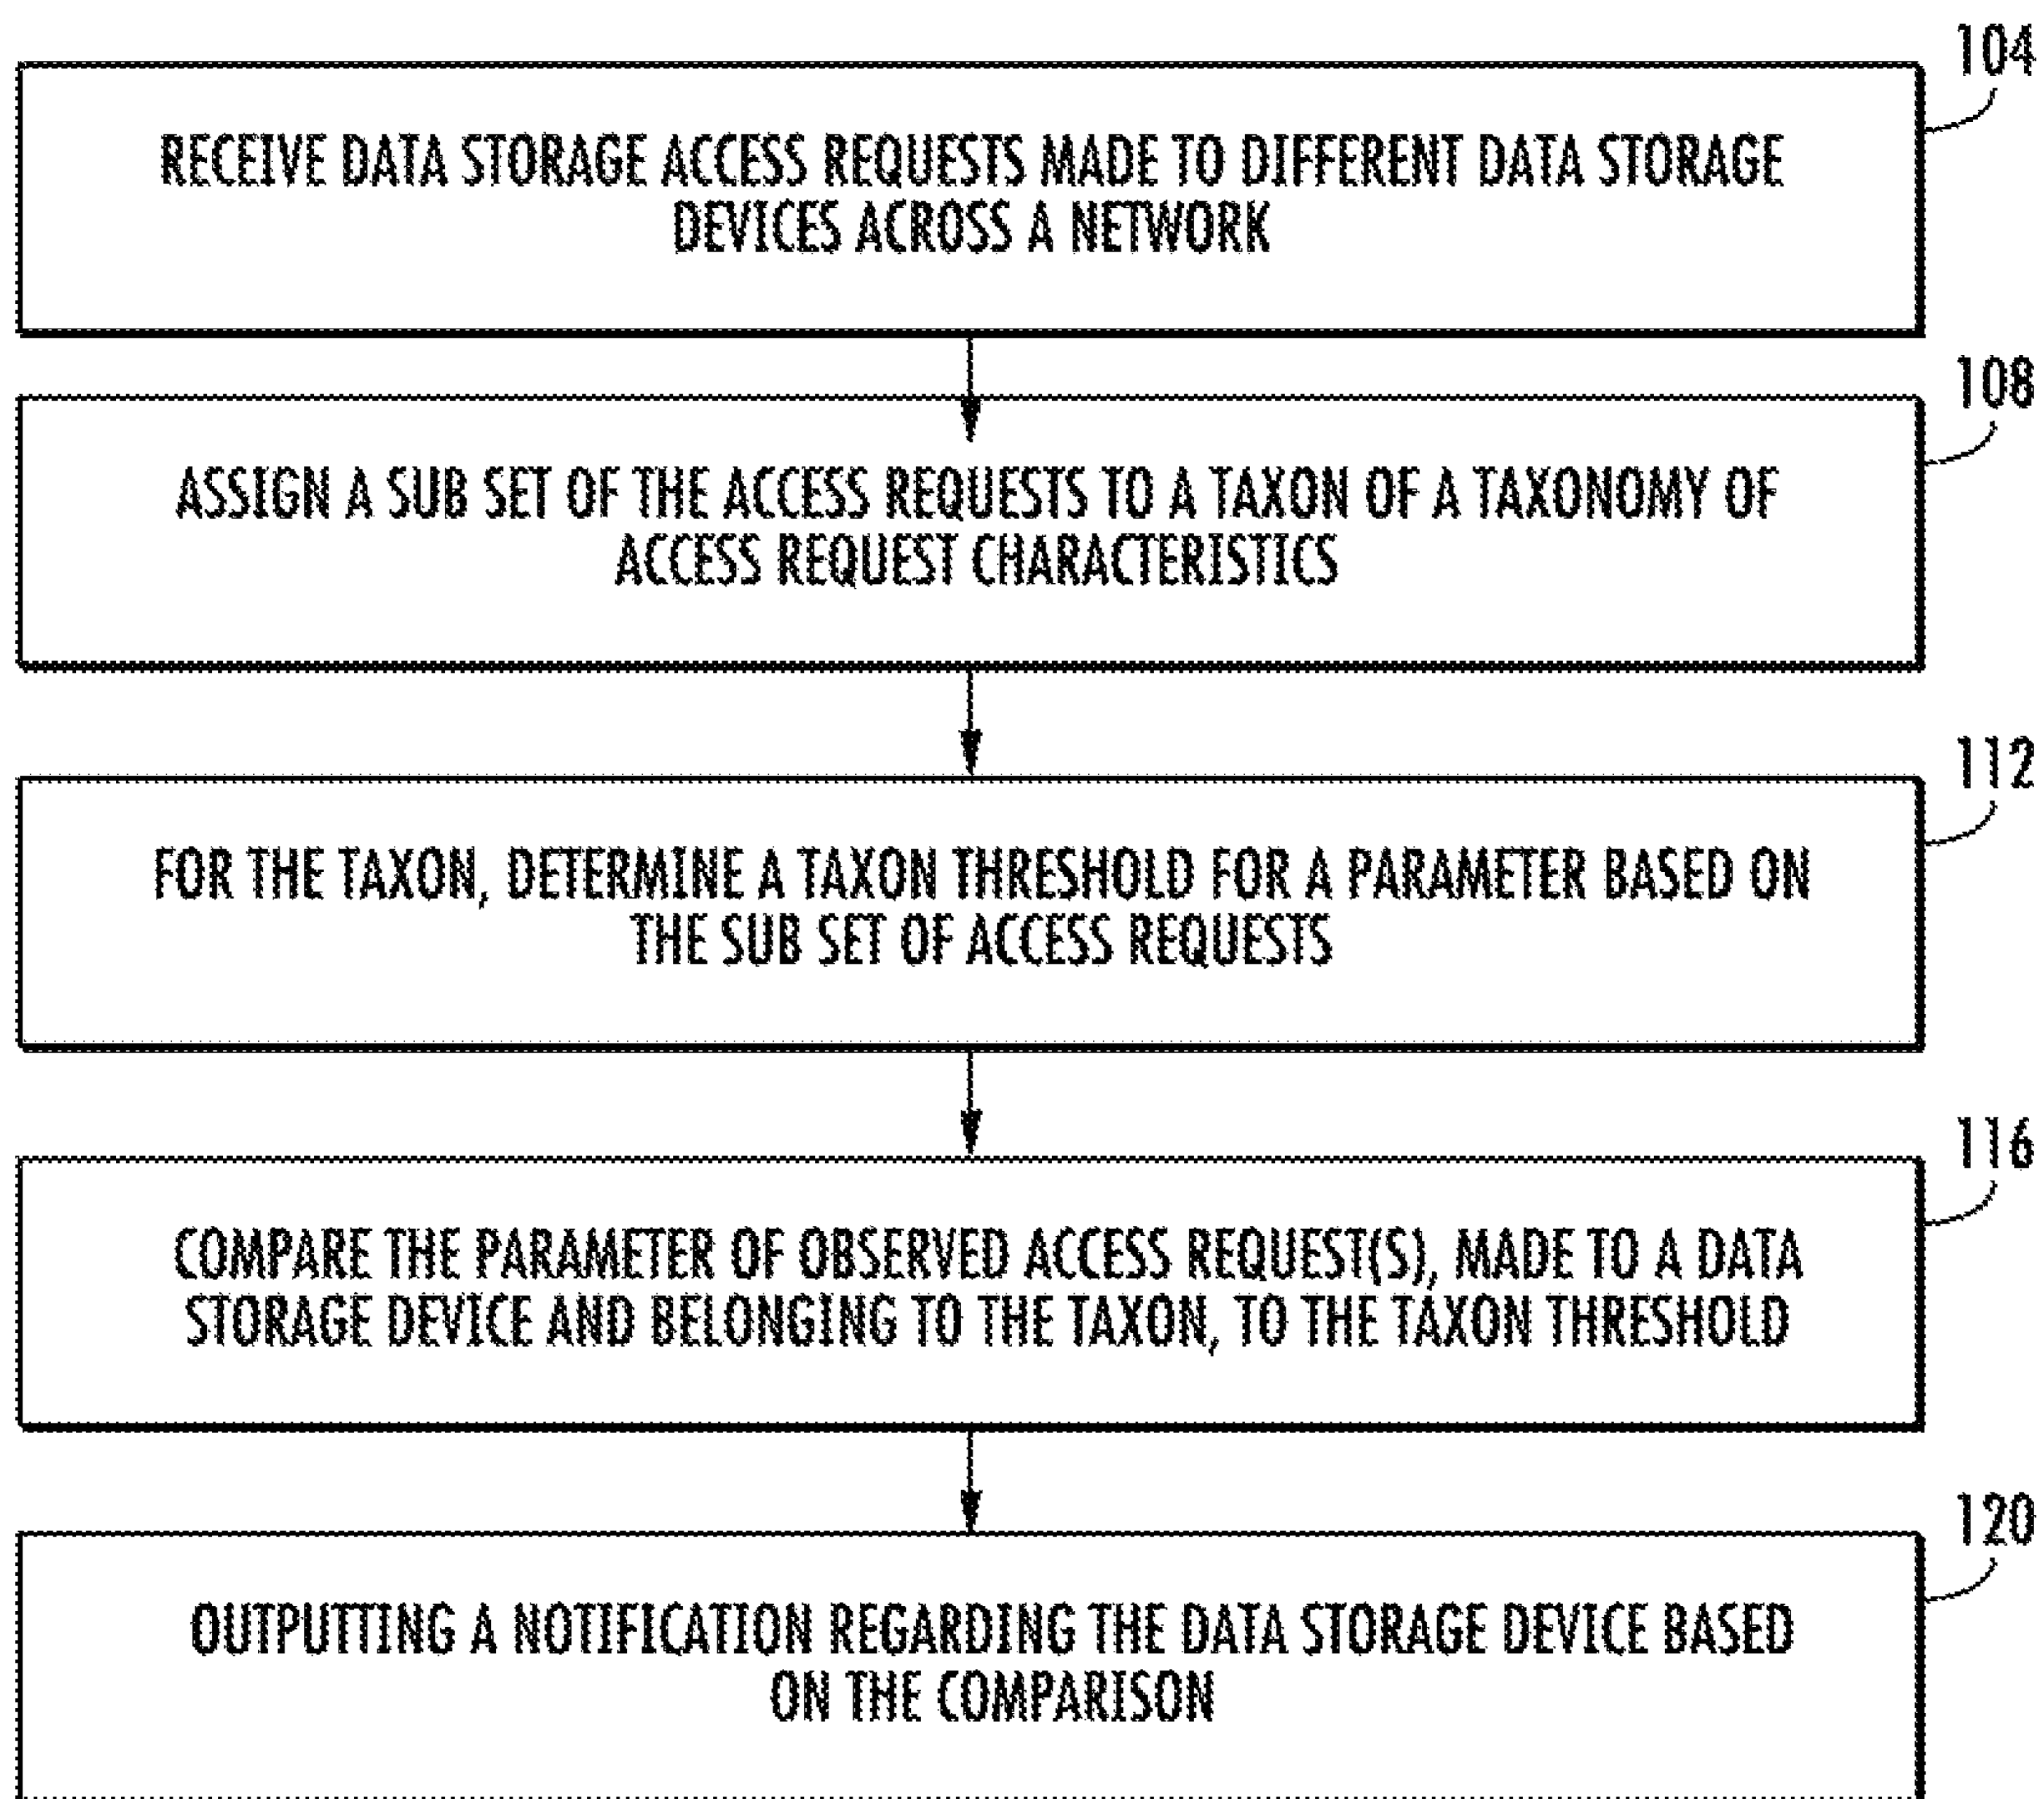 104
RECEIVE DATA STORAGE ACCESS REQUESTS MADE TO DIFFERENT DATA STORAGE
DEVICES ACROSS A NETWORK
108
ASSIGN A SUB SET OF THE ACCESS REQUESTS TO A TAXON OF A TAXONOMY OF
ACCESS REQUEST CHARACTERISTICS
112
FOR THE TAXON, DETERMINE A TAXON THRESHOLD FOR A PARAMETER BASED ON
THE SUB SET OF ACCESS REQUESTS
116
COMPARE THE PARAMETER OF OBSERVED ACCESS REQUEST(S), MADE TO A DATA
STORAGE DEVICE AND BELONGING TO THE TAXON, TO THE TAXON THRESHOLD
120
OUTPUTTING A NOTIFICATION REGARDING THE DATA STORAGE DEVICE BASED
ON THE COMPARISON